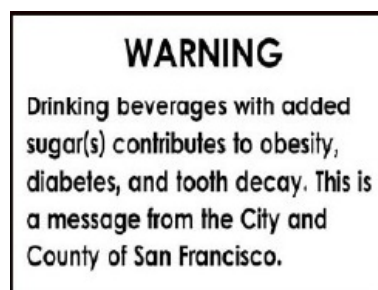 WARNING
Drinking beverages with added
sugar(s) contributes to obesity,
diabetes, and tooth decay. This is
a message from the City and
County of San Francisco.